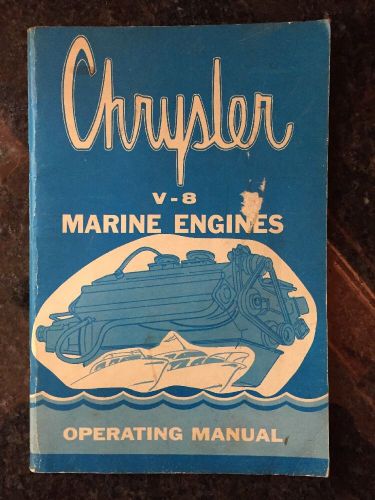 Chrysler
V-8
MARINE ENGINES
OPERATING MANUAL